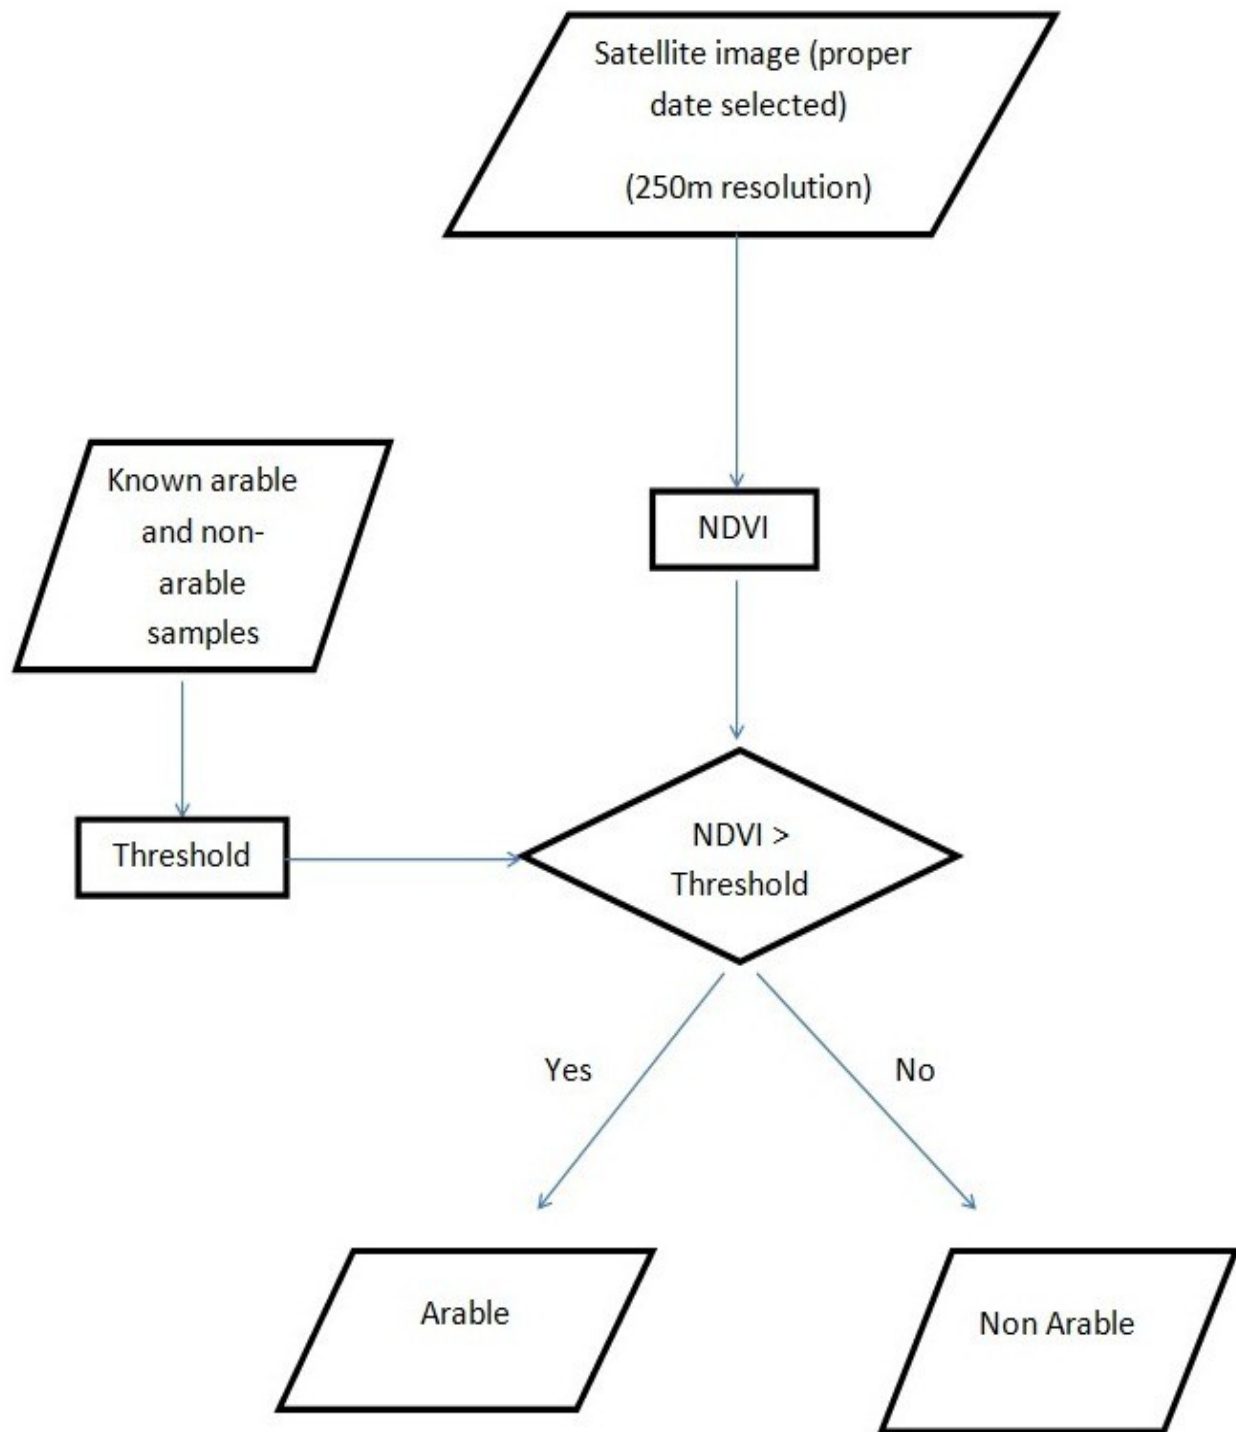 Satellite image (proper
date selected)
(250m resolution)
Known arable
and non-
arable
samples
NDVI
Threshold
NDVI >
Threshold
Yes
No
Arable
Non Arable